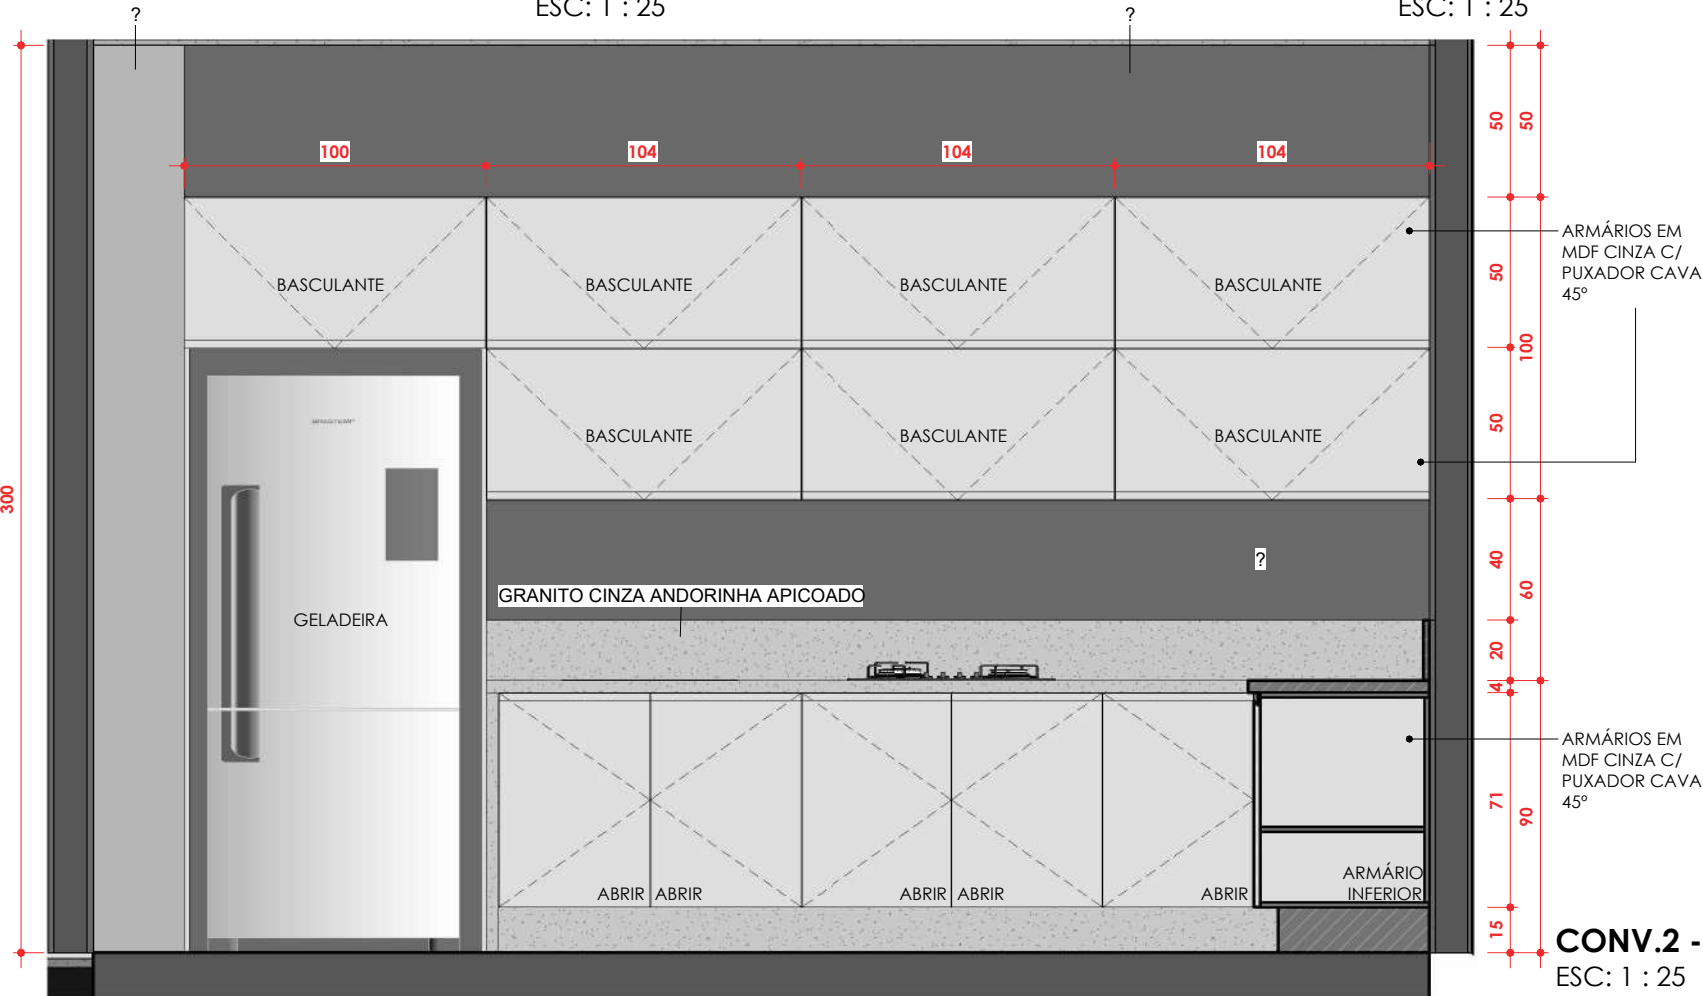 ESC: 1 : 25
ESC: 1 : 25
?
?
50
50
100
104
104
104
ARMÁRIOS EM
MDF CINZA C/
PUXADOR CAVA
45º
BASCULANTE
BASCULANTE
BASCULANTE
BASCULANTE
50
100
BASCULANTE
BASCULANTE
BASCULANTE
50
300
?
40
60
GRANITO CINZA ANDORINHA APICOADO
GELADEIRA
20
4
ARMÁRIOS EM
MDF CINZA C/
PUXADOR CAVA
45º
71
90
ARMÁRIO
INFERIOR
ABRIR ABRIR
ABRIR ABRIR
ABRIR
15
CONV.2 -
ESC: 1 : 25